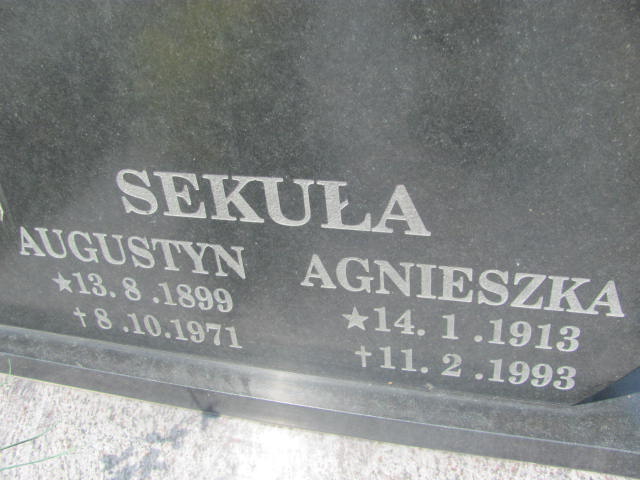 SEKUŁA
AUGUSTYN
★13.8.1899
†8.10.1971
AGNIESZKA
★14.1.1913
†11.2.1993